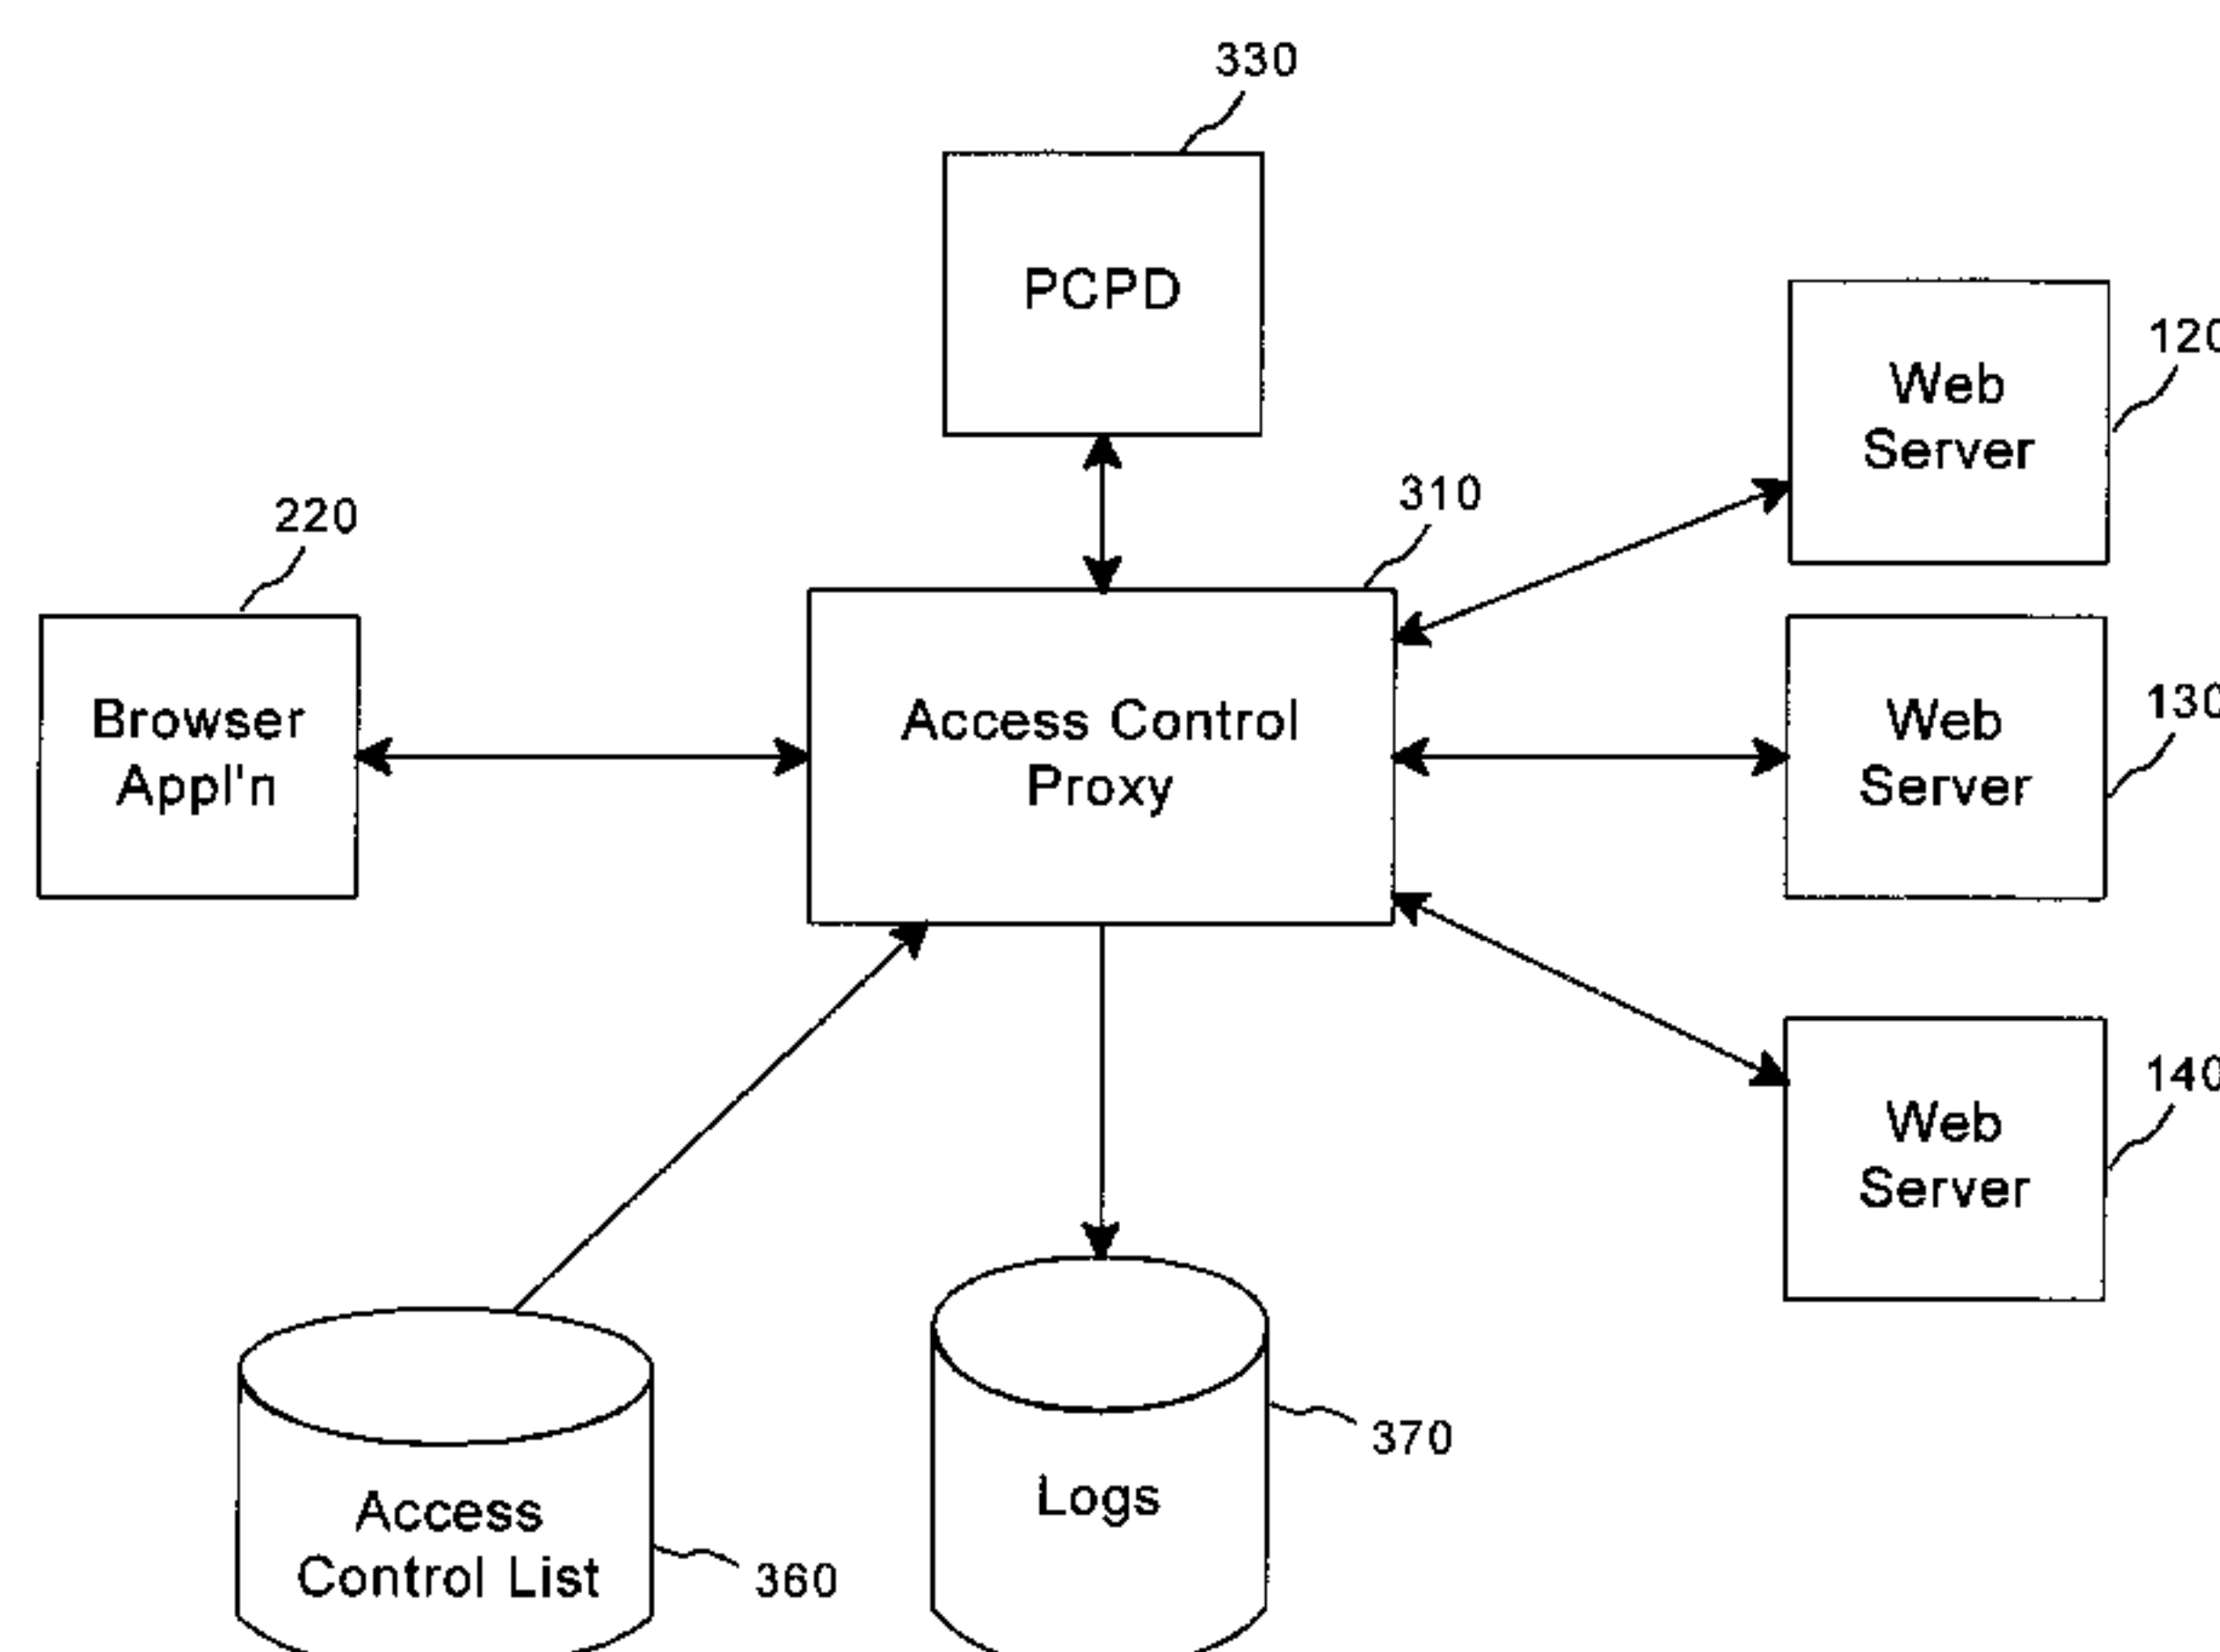 330
PCPD
120
Web
Server
310
220
130
Browser
Appl'n
Access Control
Proxy
Web
Server
140
Web
Server
370
Logs
Access
Control List
360